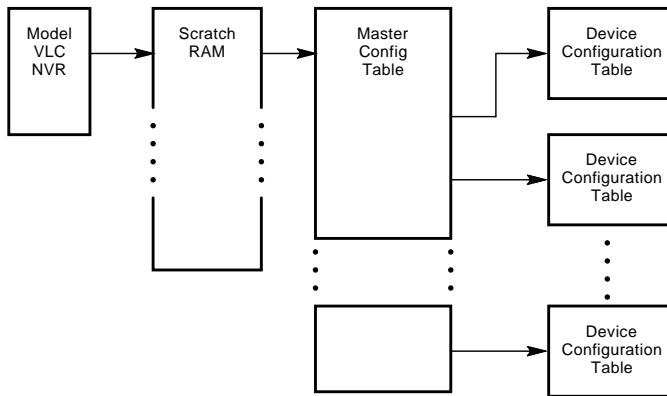 Model
VLC
NVR
Scratch
RAM
Master
Config
Table
Device
Configuration
Table
Device
Configuration
Table
Device
Configuration
Table